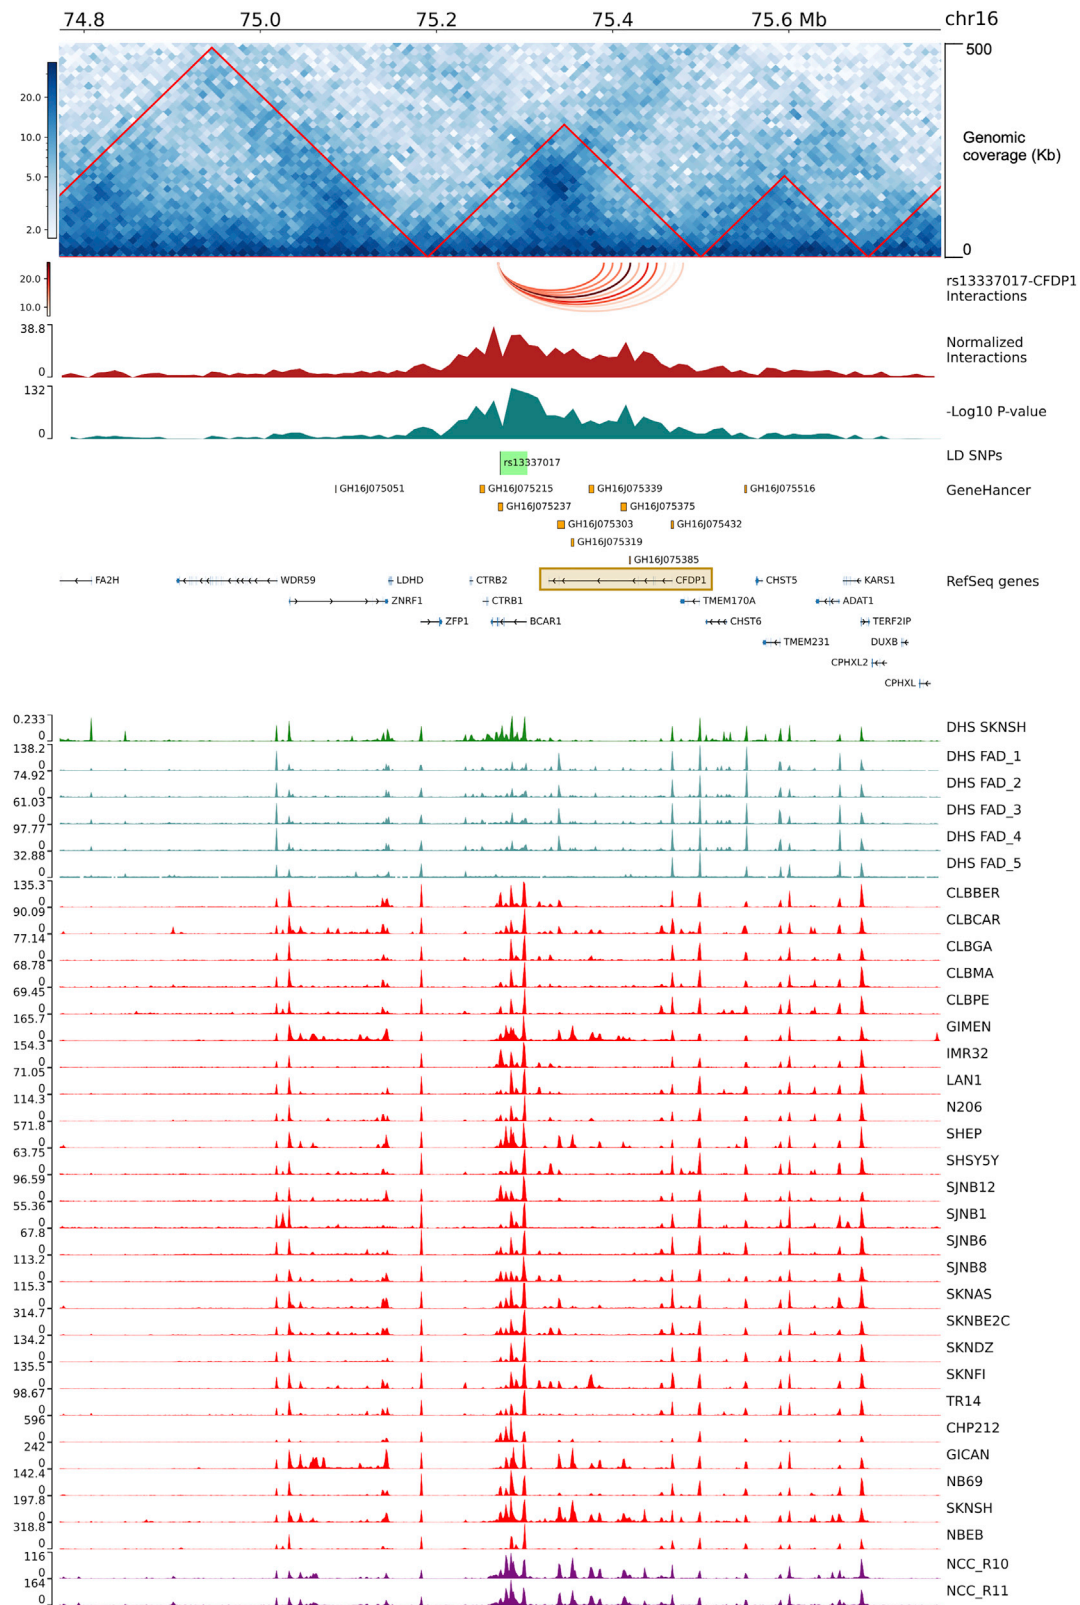 74.8 75.0 75.2 75.4 75.6 Mb chr16
500
20.0
10.0
Genomic
coverage (Kb)
5.0
2.0
0
20.0
10.0
rs13337017-CFDP1
Interactions
38.8
0
Normalized
Interactions
132
0
-Log10 P-value
rs13337017
LD SNPs
GH16J075051 GH16J075215 GH16J075339 GH16J075516
GeneHancer
GH16J075237 GH16J075375
GH16J075303 GH16J075432
GH16J075319
GH16J075385
FA2H WDR59 LDHD CTRB2 CFDP1 CHST5 KARS1
RefSeq genes
ZNRF1 CTRB1 TMEM170A ADAT1
ZFP1 BCAR1 CHST6 TERF2IP
TMEM231 DUXB
CPHXL2
CPHXL
0.233
0
DHS SKNSH
138.2
0
DHS FAD_1
74.92
0
DHS FAD_2
61.03
0
DHS FAD_3
97.77
0
DHS FAD_4
32.88
0
DHS FAD_5
135.3
0
CLBBER
90.09
0
CLBCAR
77.14
0
CLBGA
68.78
0
CLBMA
69.45
0
CLBPE
165.7
0
GIMEN
154.3
0
IMR32
71.05
0
LAN1
114.3
0
N206
571.8
0
SHEP
63.75
0
SHSY5Y
96.59
0
SJNB12
55.36
0
SJNB1
67.8
0
SJNB6
113.2
0
SJNB8
115.3
0
SKNAS
314.7
0
SKNBE2C
134.2
0
SKNDZ
135.5
0
SKNFI
98.67
0
TR14
596
0
CHP212
242
0
GICAN
142.4
0
NB69
197.8
0
SKNSH
318.8
0
NBEB
116
0
NCC_R10
164
0
NCC_R11